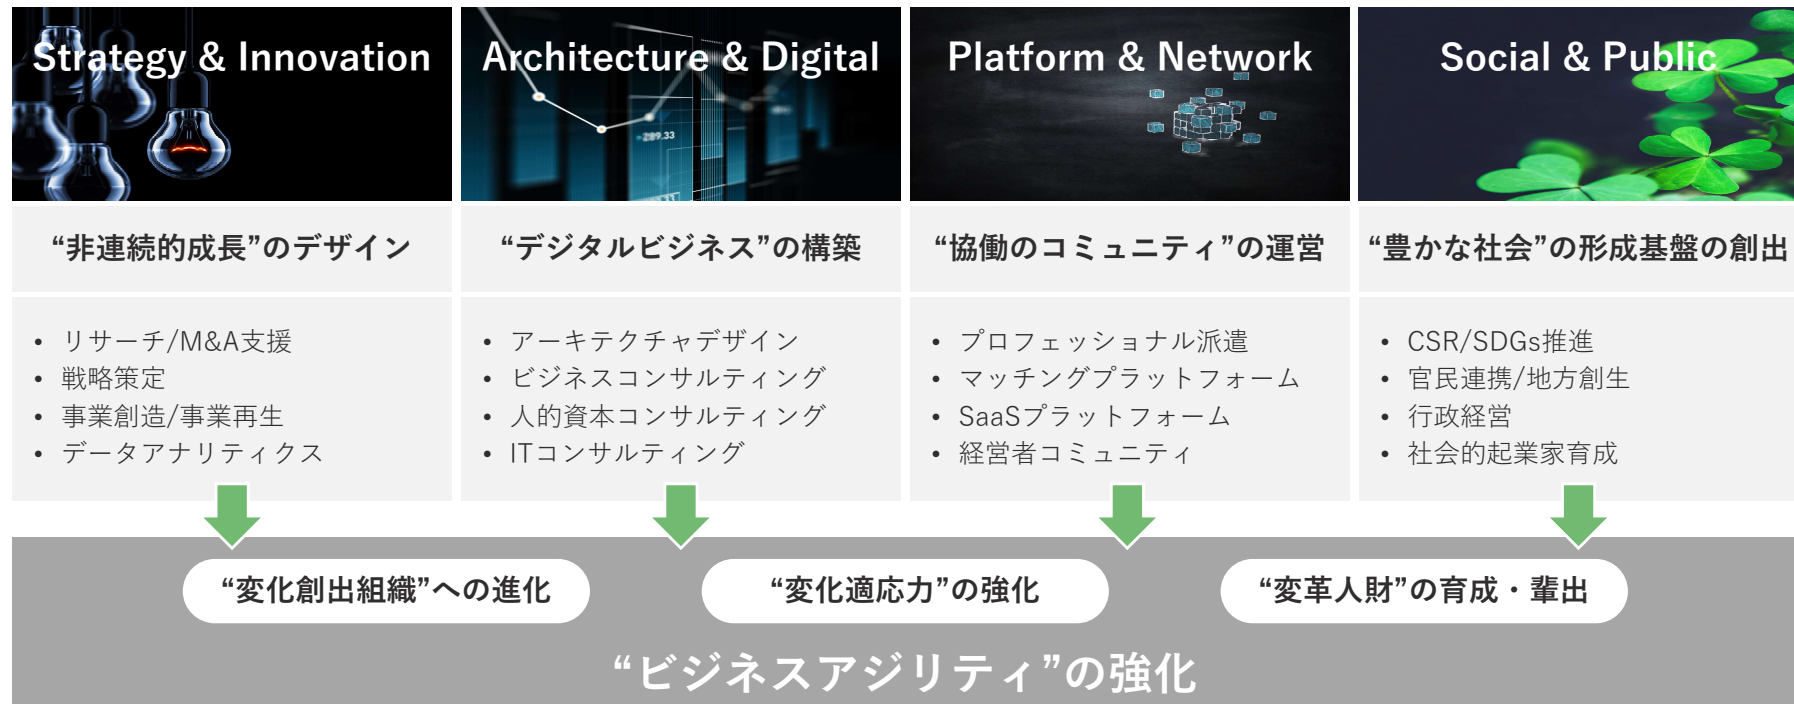 Strategy & Innovation
Architecture & Digital
Platform & Network
Social & Public
-289.33
“非連続的成長”のデザイン
“デジタルビジネス”の構築
“協働のコミュニティ”の運営
“豊かな社会”の形成基盤の創出
• リサーチ/M&A支援
• 戦略策定
• 事業創造/事業再生
• データアナリティクス
• アーキテクチャデザイン
• ビジネスコンサルティング
• 人的資本コンサルティング
• ITコンサルティング
• プロフェッショナル派遣
• マッチングプラットフォーム
• SaaSプラットフォーム
• 経営者コミュニティ
• CSR/SDGs推進
• 官民連携/地方創生
• 行政経営
• 社会的起業家育成
“変化創出組織”への進化
“変化適応力”の強化
“変革人財”の育成・輩出
“ビジネスアジリティ”の強化